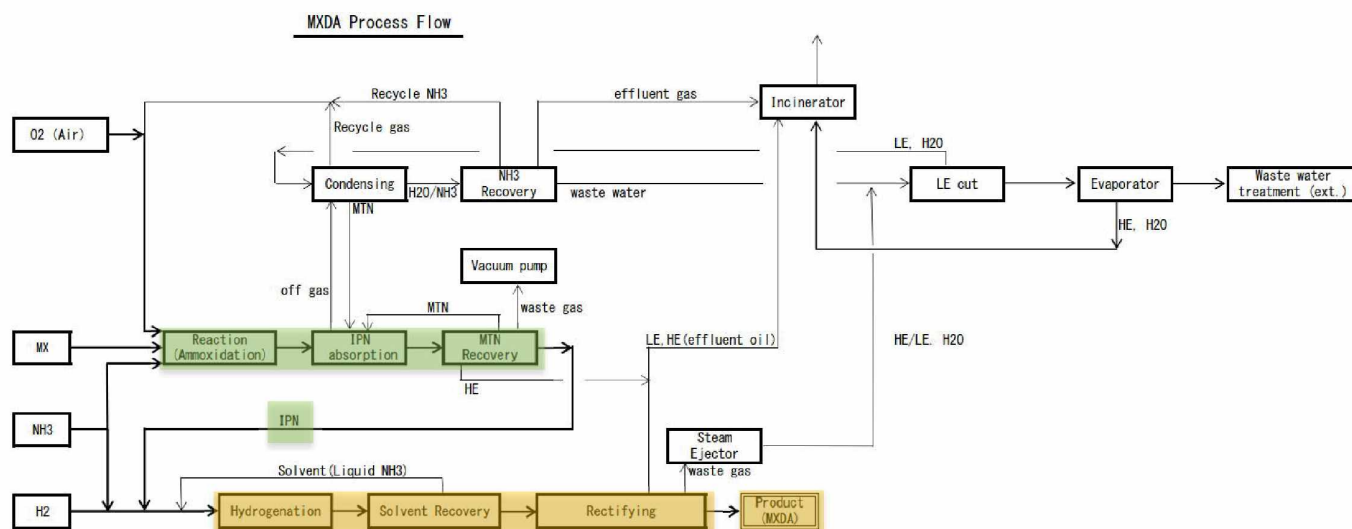 MXDA Process Flow
Recycle NH3
effluent gas
Incinerator
O2 (Air)
Recycle gas
LE, H2O
Condensing
H2O/NH3
NH3
Recovery
waste water
LE cut
Evaporator
Waste water
treatment (ext.)
MTN
HE, H2O
Vacuum pump
off gas
MTN
waste gas
MX
Reaction
(Ammoxidation)
IPN
absorption
MTN
Recovery
LE,HE(effluent oil)
HE/LE. H2O
HE
NH3
IPN
Steam
Ejector
Solvent(Liquid NH3)
waste gas
H2
Hydrogenation
Solvent Recovery
Rectifying
Product
(MXDA)